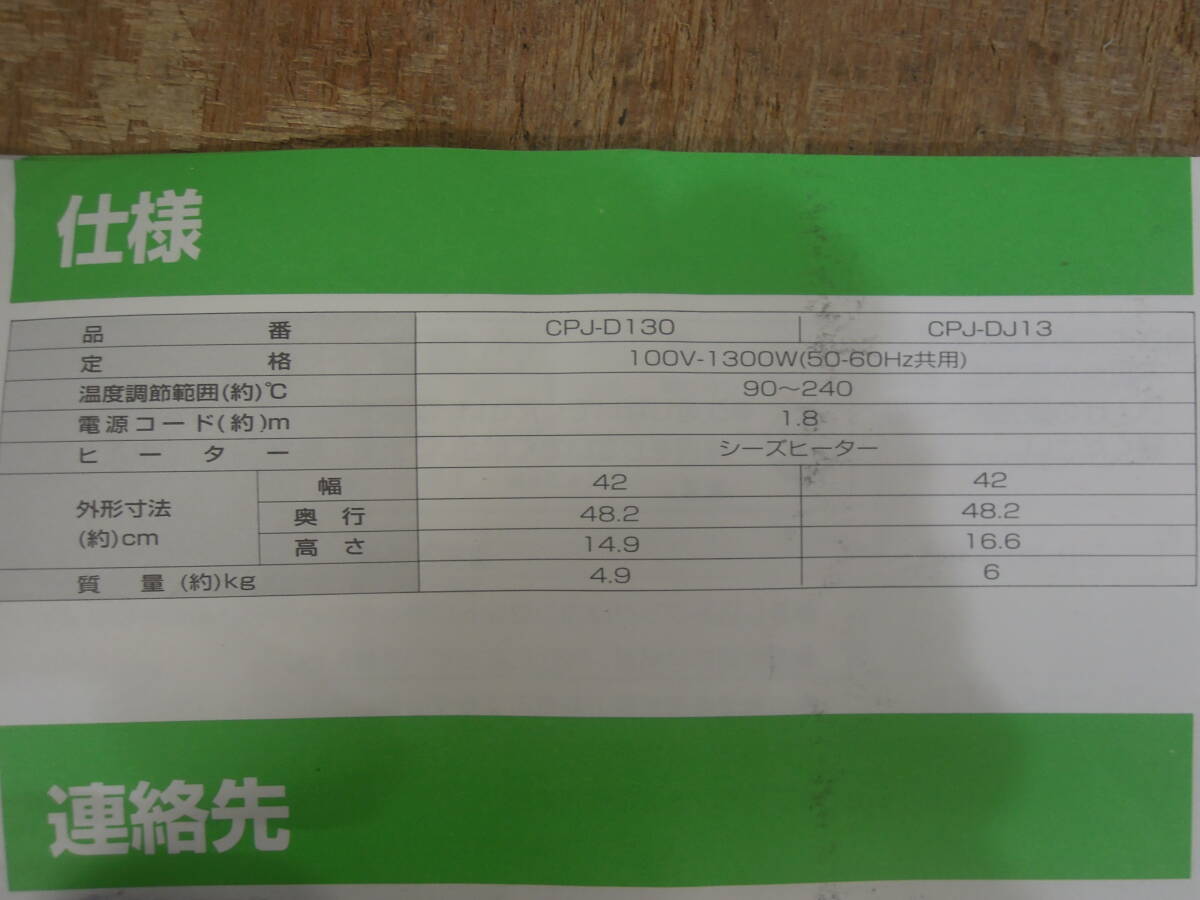 仕様
品番 CPJ-D130 CPJ-DJ13
定格 100V-1300W(50-60Hz共用)
温度調節範囲(約)℃ 90～240
電源コード(約)m 1.8
ヒーター シーズヒーター
外形寸法(約)cm 幅 42 42
奥行 48.2 48.2
高さ 14.9 16.6
質量(約)kg 4.9 6
連絡先